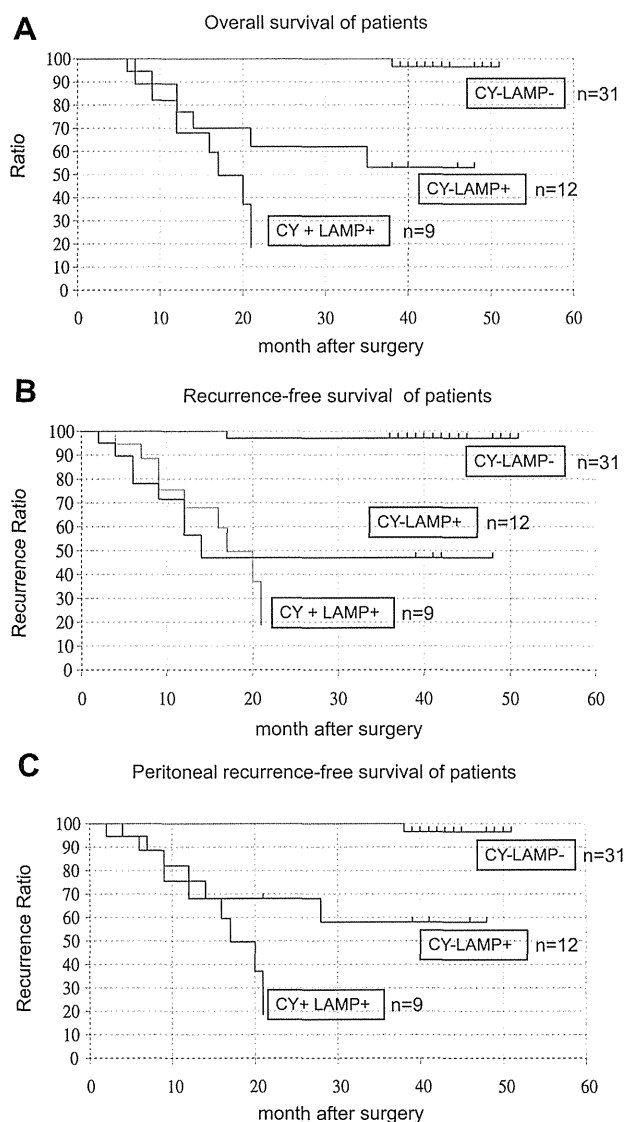 A
Overall survival of patients
100
90
80
70
60
50
40
30
20
10
0
Ratio
CY-LAMP- n=31
CY-LAMP+ n=12
CY + LAMP+ n=9
0 10 20 30 40 50 60
month after surgery
B
Recurrence-free survival of patients
100
90
80
70
60
50
40
30
20
10
0
Recurrence Ratio
CY-LAMP- n=31
CY-LAMP+ n=12
CY + LAMP+ n=9
0 10 20 30 40 50 60
month after surgery
C
Peritoneal recurrence-free survival of patients
100
90
80
70
60
50
40
30
20
10
0
Recurrence Ratio
CY-LAMP- n=31
CY-LAMP+ n=12
CY+ LAMP+ n=9
0 10 20 30 40 50 60
month after surgery